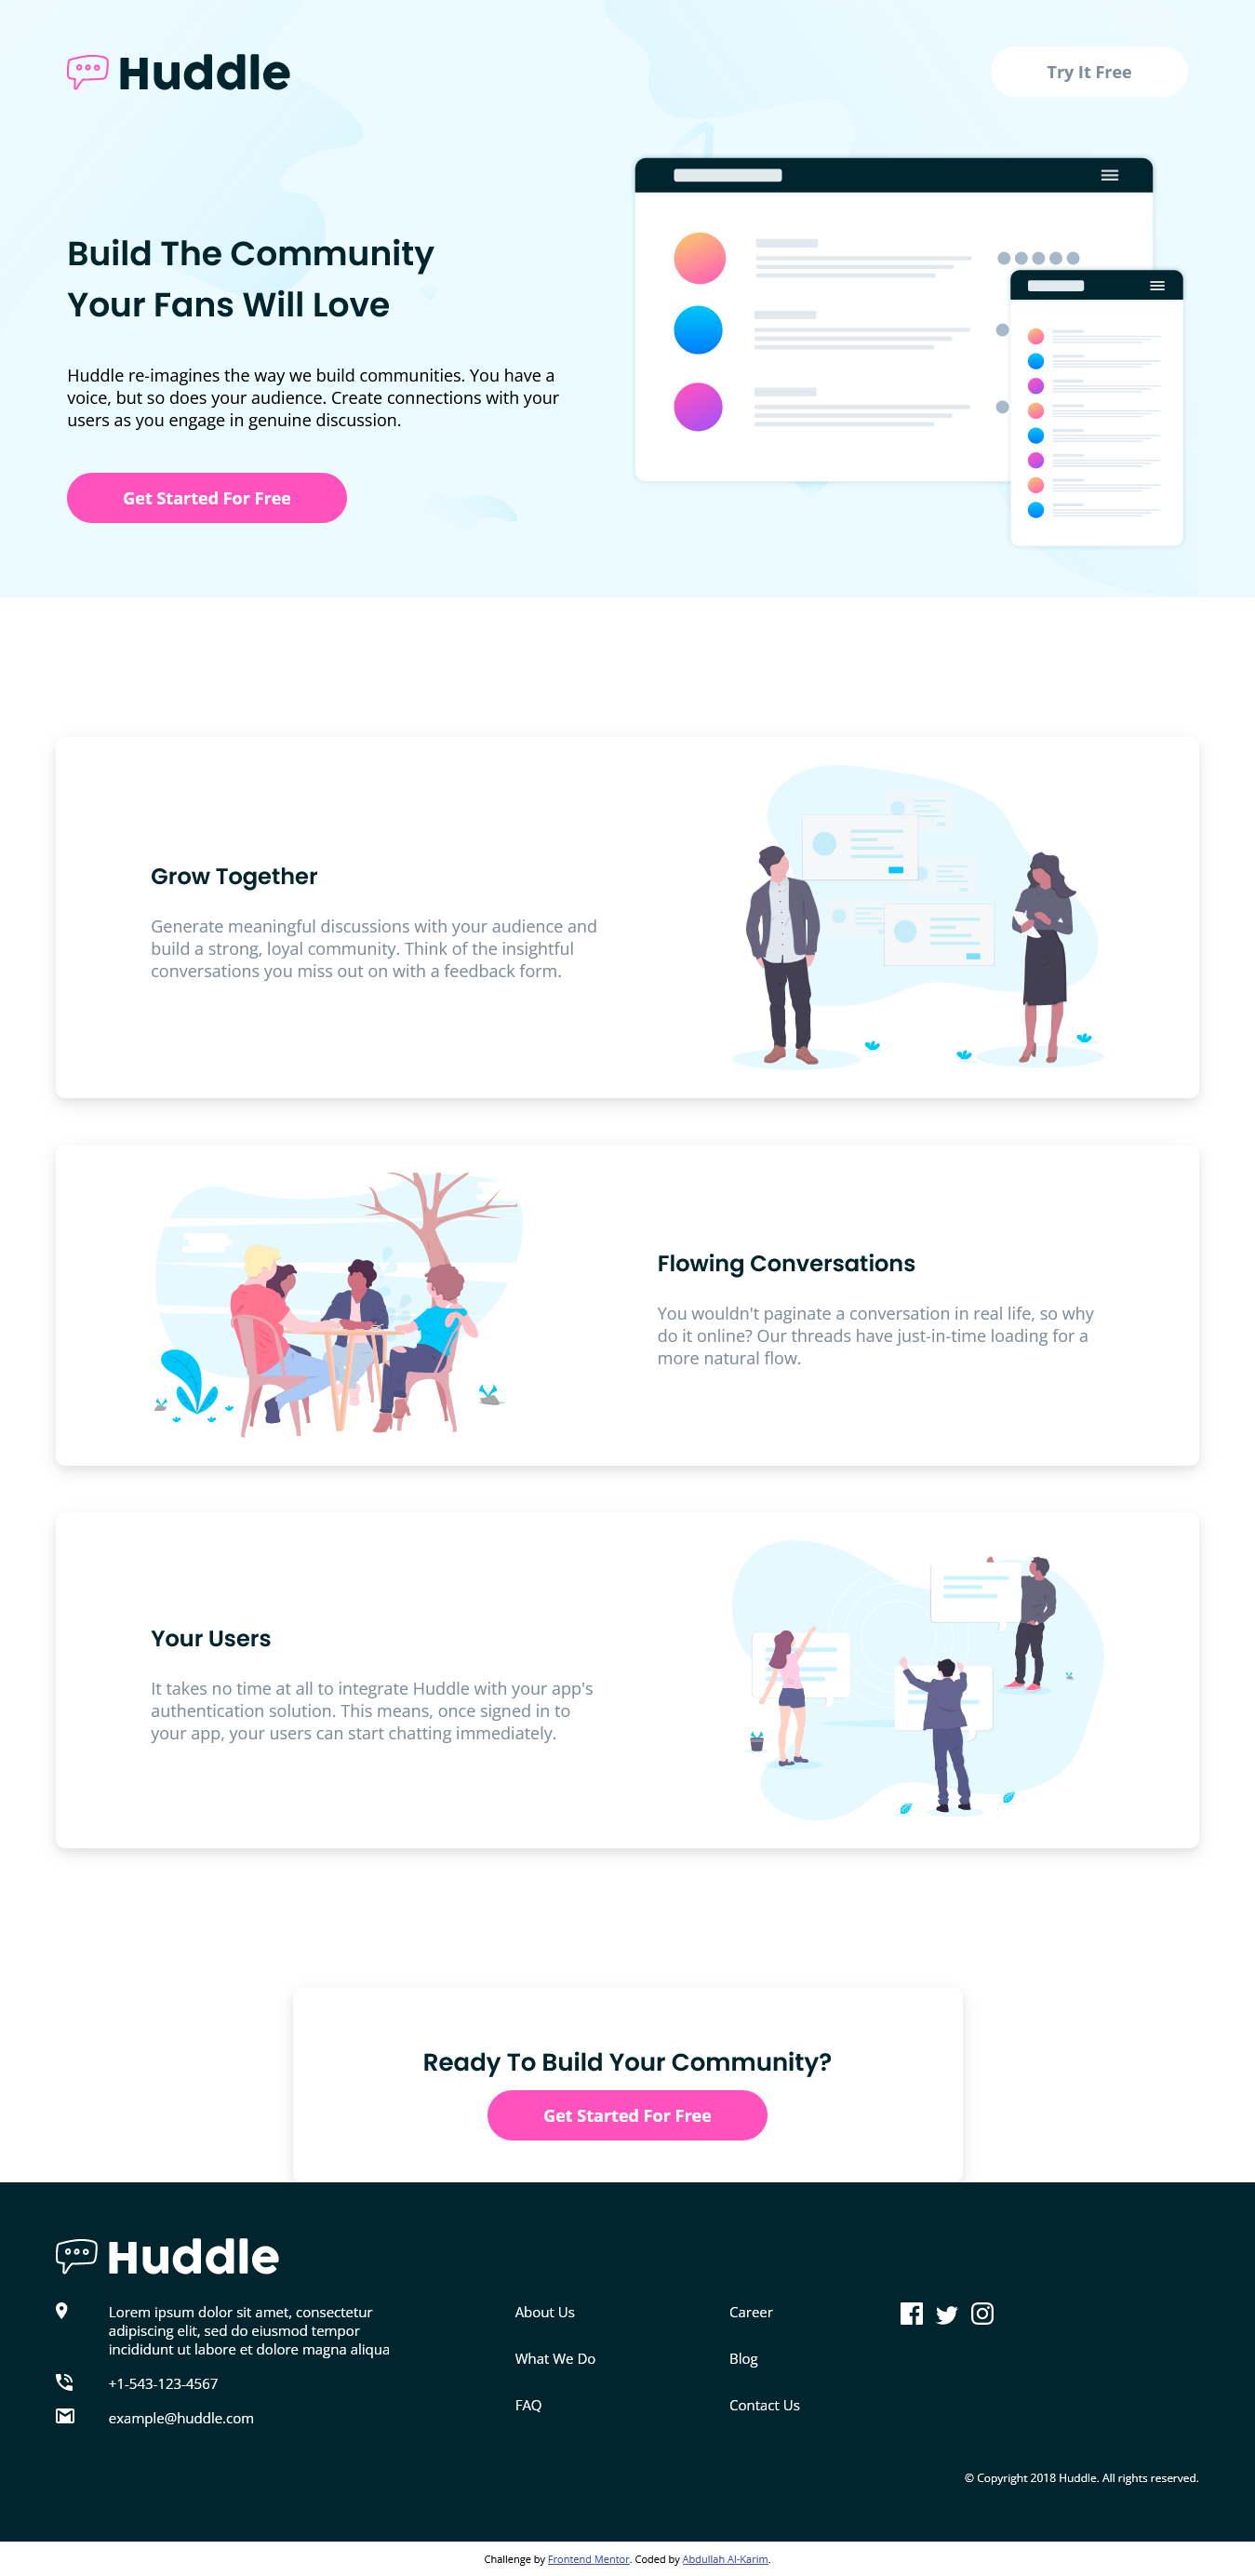 Huddle
Try It Free
Build The Community
Your Fans Will Love
Huddle re-imagines the way we build communities. You have a
voice, but so does your audience. Create connections with your
users as you engage in genuine discussion.
Get Started For Free
Grow Together
Generate meaningful discussions with your audience and
build a strong, loyal community. Think of the insightful
conversations you miss out on with a feedback form.
Flowing Conversations
You wouldn't paginate a conversation in real life, so why
do it online? Our threads have just-in-time loading for a
more natural flow.
Your Users
It takes no time at all to integrate Huddle with your app's
authentication solution. This means, once signed in to
your app, your users can start chatting immediately.
Ready To Build Your Community?
Get Started For Free
Huddle
Lorem ipsum dolor sit amet, consectetur
adipiscing elit, sed do eiusmod tempor
incididunt ut labore et dolore magna aliqua
+1-543-123-4567
example@huddle.com
About Us
What We Do
FAQ
Career
Blog
Contact Us
© Copyright 2018 Huddle. All rights reserved.
Challenge by Frontend Mentor. Coded by Abdullah Al-Karim.